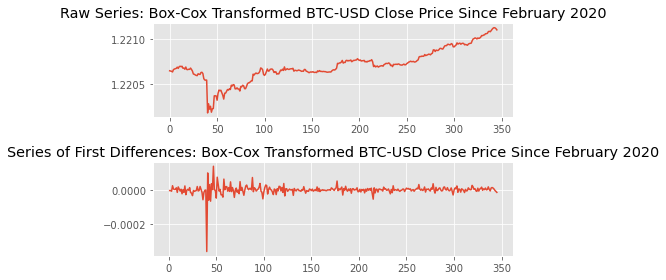 Raw Series: Box-Cox Transformed BTC-USD Close Price Since February 2020
1.2210
1.2205
0 50 100 150 200 250 300 350
Series of First Differences: Box-Cox Transformed BTC-USD Close Price Since February 2020
0.0000
−0.0002
0 50 100 150 200 250 300 350